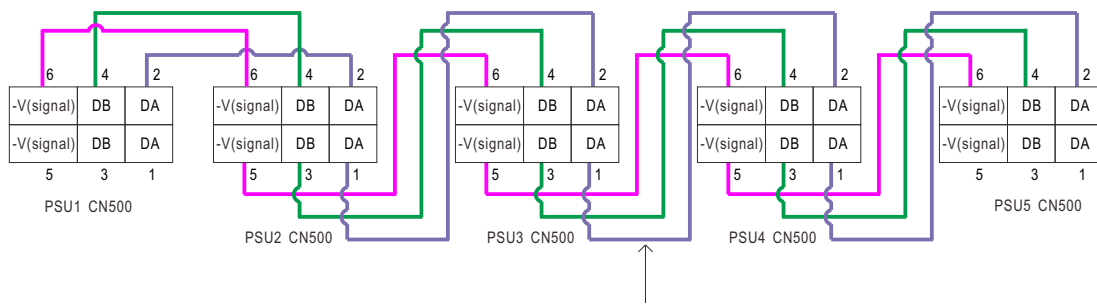 6 4 2 6 4 2 6 4 2 6 4 2 6 4 2
-V(signal) DB DA -V(signal) DB DA -V(signal) DB DA -V(signal) DB DA -V(signal) DB DA
-V(signal) DB DA -V(signal) DB DA -V(signal) DB DA -V(signal) DB DA -V(signal) DB DA
5 3 1 5 3 1 5 3 1 5 3 1 5 3 1
PSU1 CN500 PSU2 CN500 PSU3 CN500 PSU4 CN500 PSU5 CN500